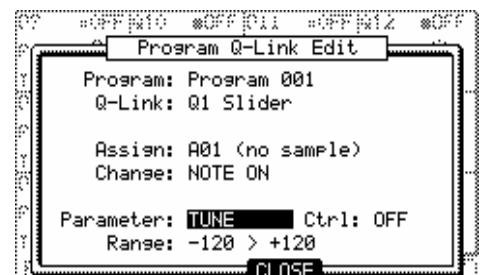 Program Q-Link Edit
Program: Program 001
Q-Link: Q1 Slider
Assign: A01 (no sample)
Change: NOTE ON
Parameter: TUNE Ctrl: OFF
Range: -120 > +120
CLOSE